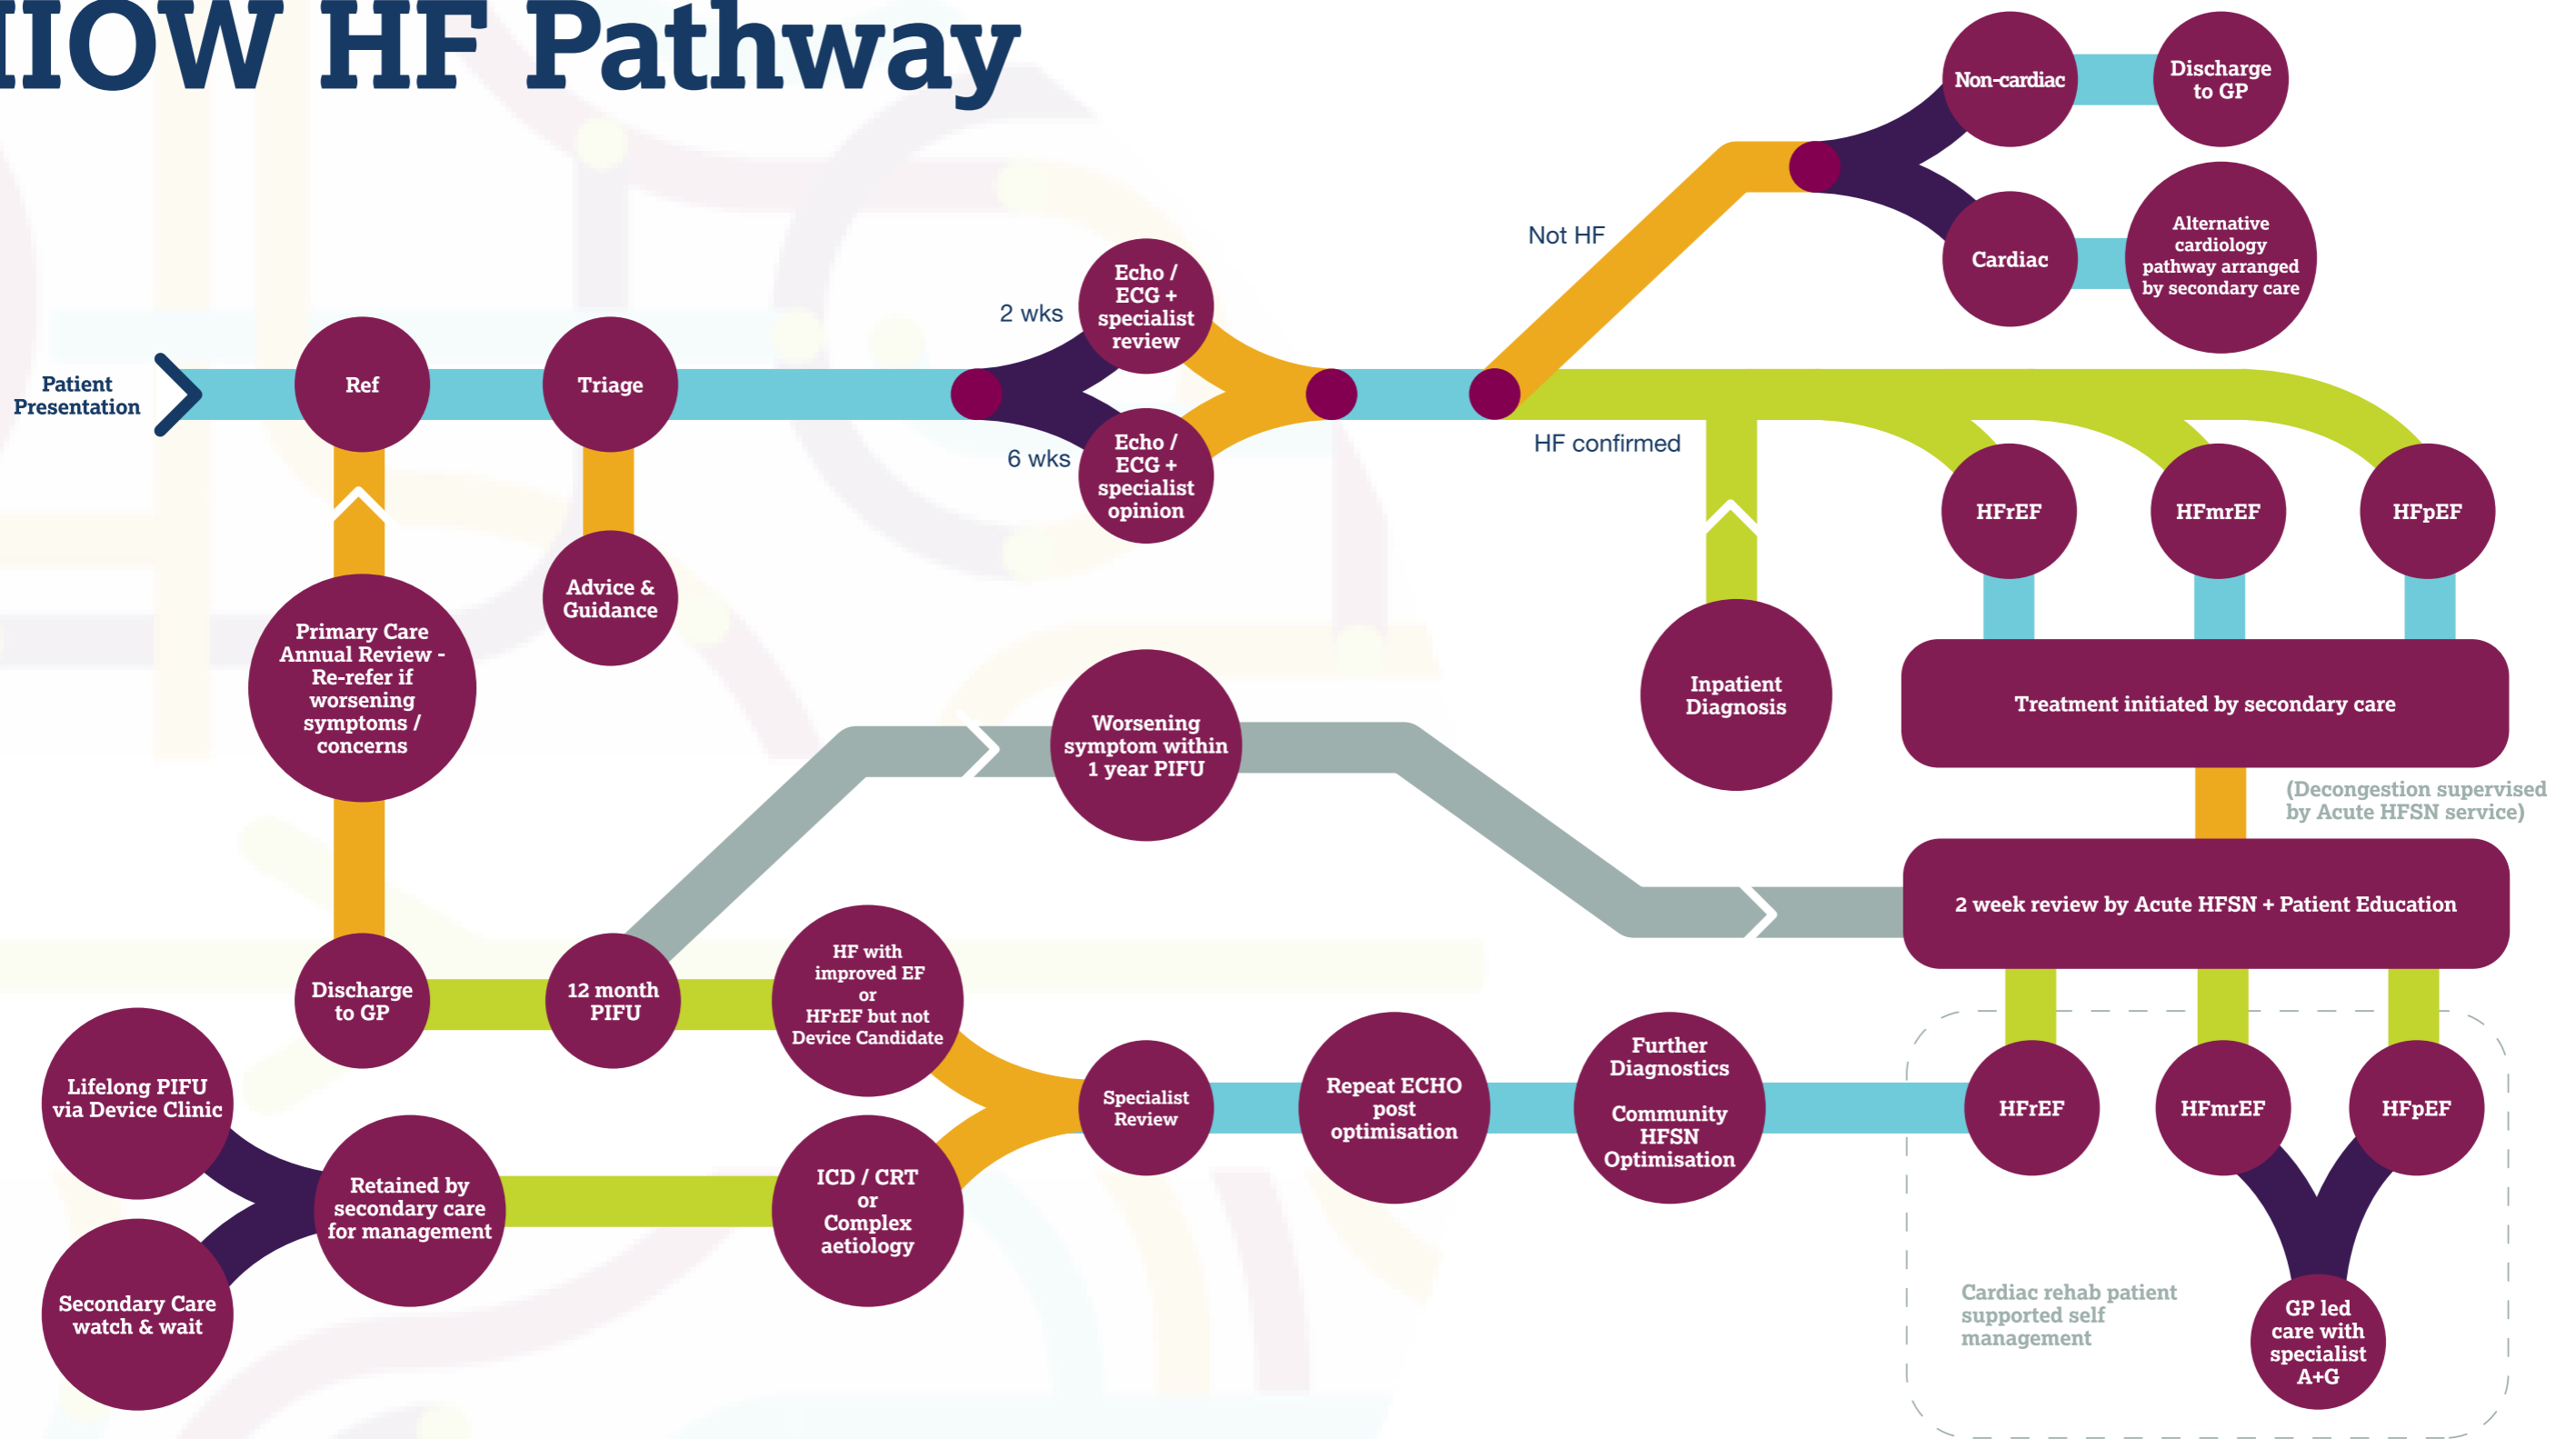 IIOW HF Pathway
Patient
Presentation
Ref
Triage
Advice &
Guidance
2 wks
Echo /
ECG +
specialist
review
6 wks
Echo /
ECG +
specialist
opinion
Not HF
HF confirmed
Non-cardiac
Discharge
to GP
Cardiac
Alternative
cardiology
pathway arranged
by secondary care
Inpatient
Diagnosis
HFrEF
HFmrEF
HFpEF
Treatment initiated by secondary care
(Decongestion supervised
by Acute HFSN service)
2 week review by Acute HFSN + Patient Education
HFrEF
HFmrEF
HFpEF
Cardiac rehab patient
supported self
management
GP led
care with
specialist
A+G
Further
Diagnostics
Community
HFSN
Optimisation
Repeat ECHO
post
optimisation
Specialist
Review
HF with
improved EF
or
HFrEF but not
Device Candidate
ICD / CRT
or
Complex
aetiology
12 month
PIFU
Worsening
symptom within
1 year PIFU
Discharge
to GP
Primary Care
Annual Review -
Re-refer if
worsening
symptoms /
concerns
Retained by
secondary care
for management
Lifelong PIFU
via Device Clinic
Secondary Care
watch & wait